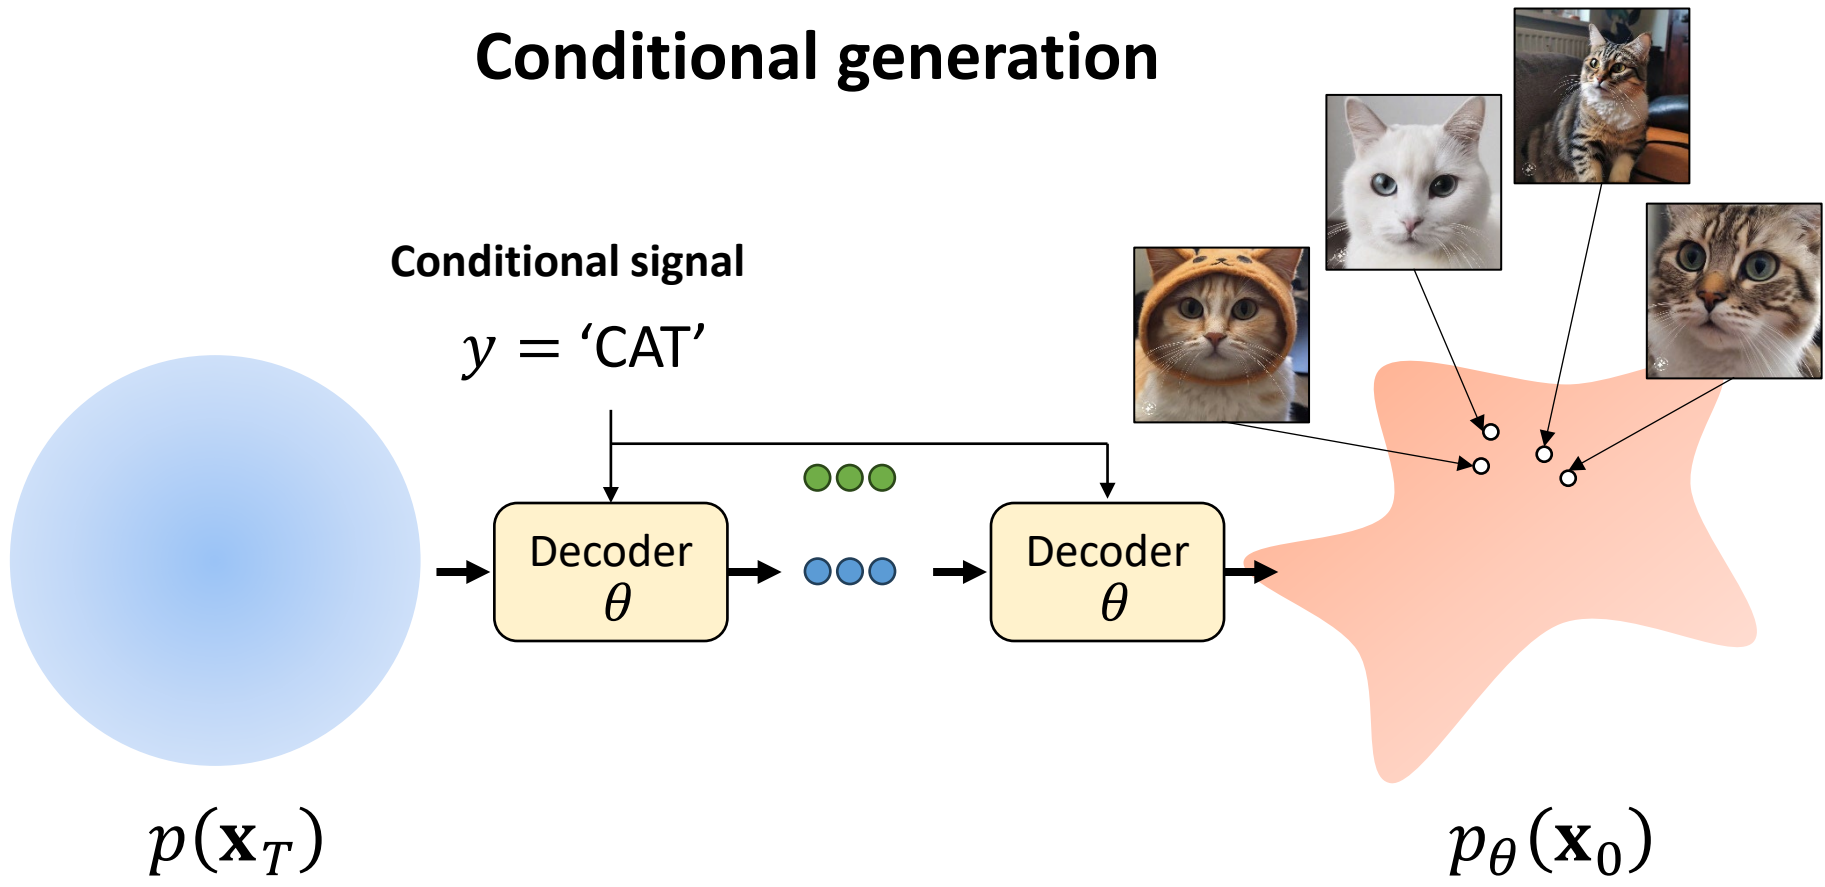 Conditional generation
Conditional signal
y = ‘CAT’
Decoder
θ
Decoder
θ
p(𝐱_T)
p_θ(𝐱_0)